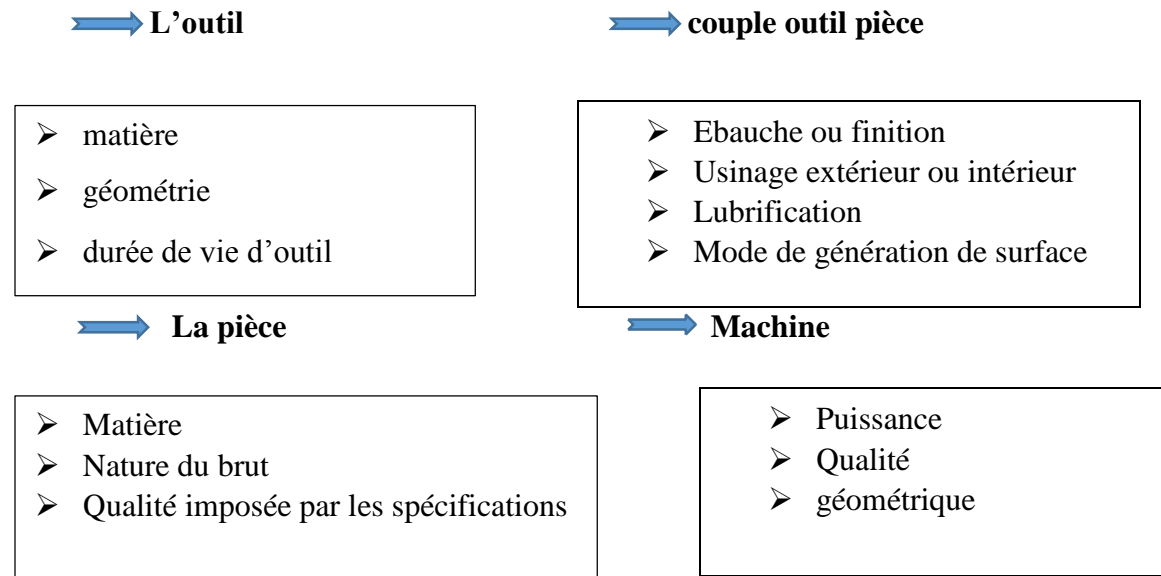 L’outil
matière
géométrie
durée de vie d’outil
couple outil pièce
Ebauche ou finition
Usinage extérieur ou intérieur
Lubrification
Mode de génération de surface
La pièce
Matière
Nature du brut
Qualité imposée par les spécifications
Machine
Puissance
Qualité
géométrique